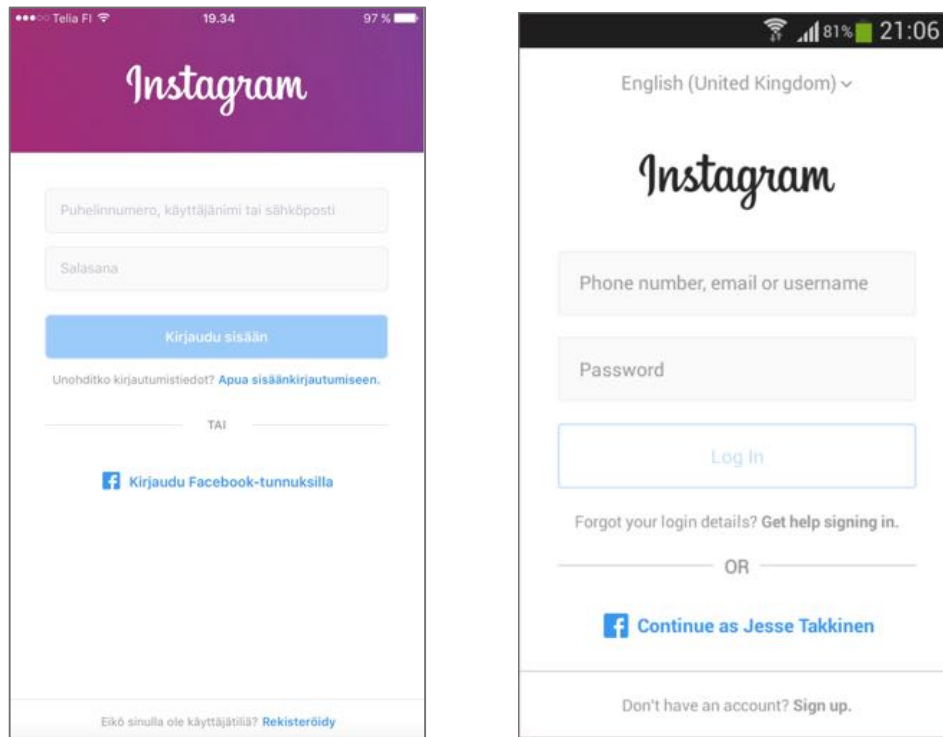 Telia FI 19.34 97 %
Instagram
Puhelinnumero, käyttäjänimi tai sähköposti
Salasana
Kirjaudu sisään
Unohditko kirjautumistiedot? Apua sisäänkirjautumiseen.
TAI
Kirjaudu Facebook-tunnuksilla
Eikö sinulla ole käyttäjätiliä? Rekisteröidy
81% 21:06
English (United Kingdom)
Instagram
Phone number, email or username
Password
Log In
Forgot your login details? Get help signing in.
OR
Continue as Jesse Takkinen
Don't have an account? Sign up.